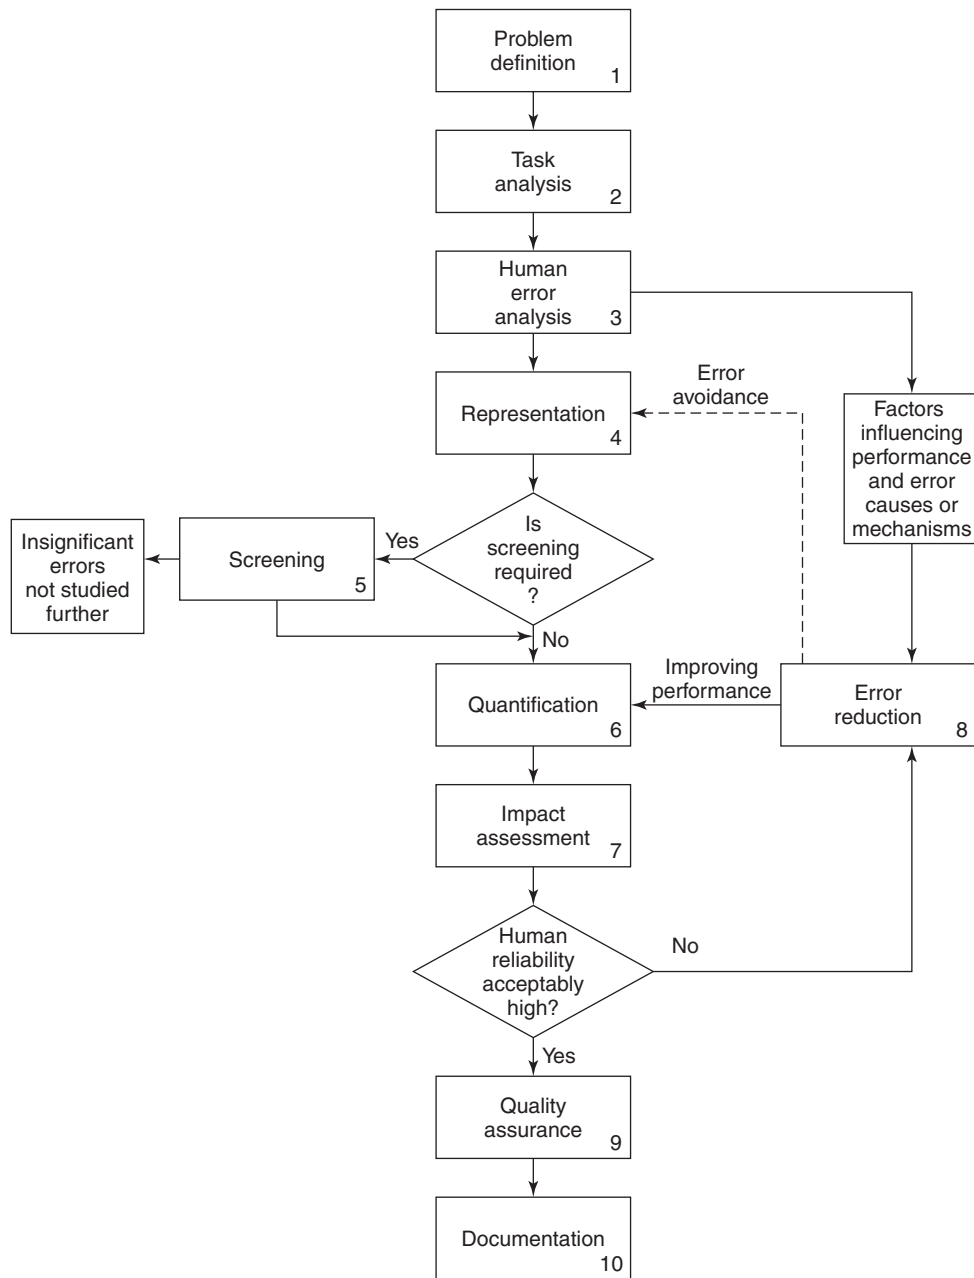 Problem
definition
1
Task
analysis
2
Human
error
analysis
3
Representation
4
Error
avoidance
Factors
influencing
performance
and error
causes or
mechanisms
Is
screening
required
?
Yes
Screening
5
Insignificant
errors
not studied
further
No
Quantification
6
Improving
performance
Error
reduction
8
Impact
assessment
7
Human
reliability
acceptably
high?
No
Yes
Quality
assurance
9
Documentation
10